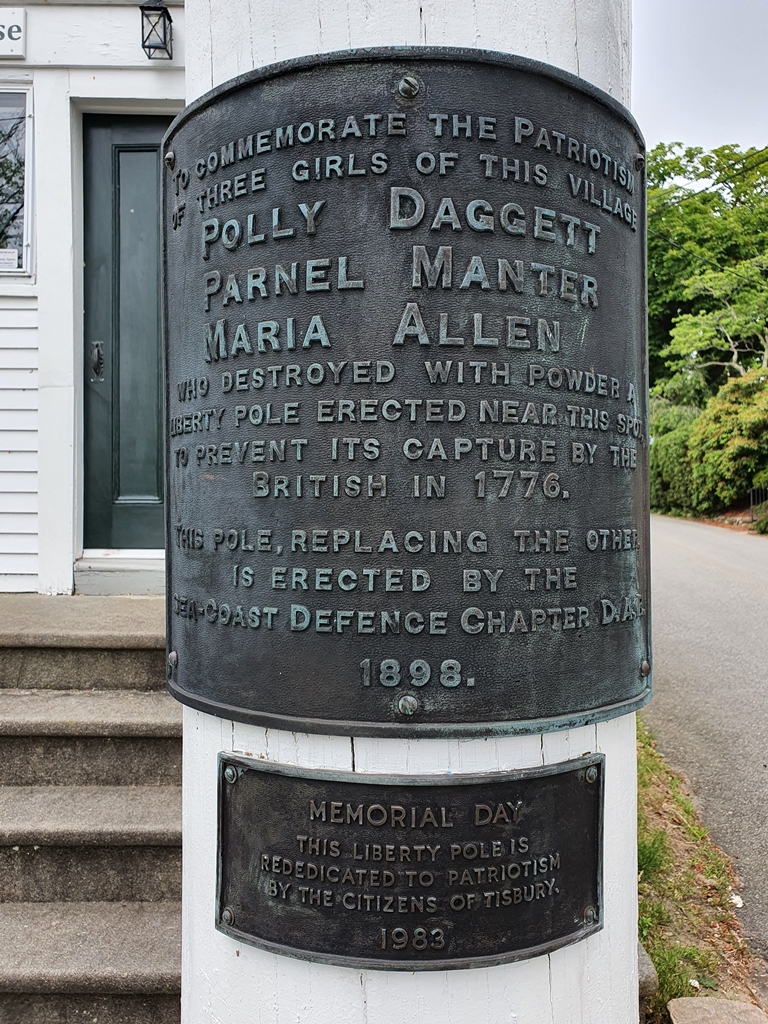 se
TO COMMEMORATE THE PATRIOTISM
OF THREE GIRLS OF THIS VILLAGE
POLLY DAGGETT
PARNEL MANTER
MARIA ALLEN
WHO DESTROYED WITH POWDER A
LIBERTY POLE ERECTED NEAR THIS SPOT
TO PREVENT ITS CAPTURE BY THE
BRITISH IN 1776.
THIS POLE, REPLACING THE OTHER
IS ERECTED BY THE
SEA-COAST DEFENCE CHAPTER D.A.R.
1898.
MEMORIAL DAY
THIS LIBERTY POLE IS
REDEDICATED TO PATRIOTISM
BY THE CITIZENS OF TISBURY.
1983